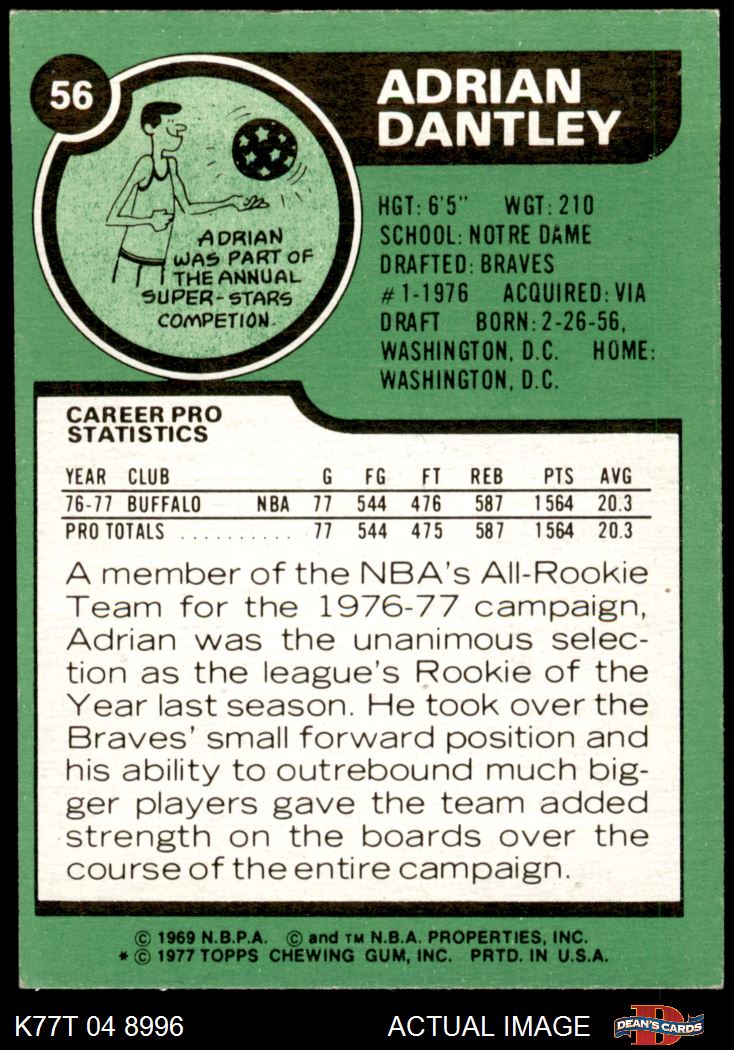 56
ADRIAN
DANTLEY
ADRIAN
WAS PART OF
THE ANNUAL
SUPER-STARS
COMPETION.
HGT: 6'5" WGT: 210
SCHOOL: NOTRE DAME
DRAFTED: BRAVES
#1-1976 ACQUIRED: VIA
DRAFT BORN: 2-26-56,
WASHINGTON, D.C. HOME:
WASHINGTON, D.C.
CAREER PRO
STATISTICS
YEAR CLUB G FG FT REB PTS AVG
76-77 BUFFALO NBA 77 544 476 587 1564 20.3
PRO TOTALS .......... 77 544 475 587 1564 20.3
A member of the NBA's All-Rookie
Team for the 1976-77 campaign,
Adrian was the unanimous selec-
tion as the league's Rookie of the
Year last season. He took over the
Braves' small forward position and
his ability to outrebound much big-
ger players gave the team added
strength on the boards over the
course of the entire campaign.
© 1969 N.B.P.A. © and TM N.B.A. PROPERTIES, INC.
* © 1977 TOPPS CHEWING GUM, INC. PRTD. IN U.S.A.
K77T 04 8996 ACTUAL IMAGE D DEAN'S CARDS